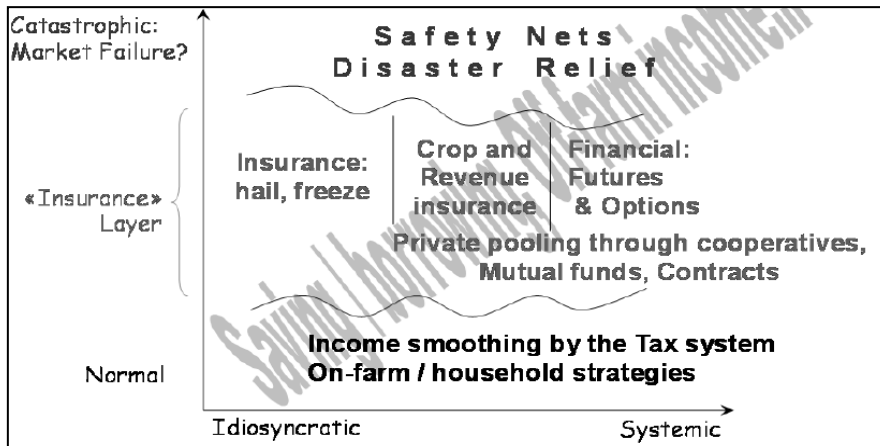 Catastrophic:
Market Failure?
Safety Nets
Disaster Relief
Insurance:
hail, freeze
Crop and
Revenue
insurance
Financial:
Futures
& Options
«Insurance»
Layer
Private pooling through cooperatives,
Mutual funds, Contracts
Saving / borrowing, Off-farm income...
Income smoothing by the Tax system
On-farm / household strategies
Normal
Idiosyncratic
Systemic